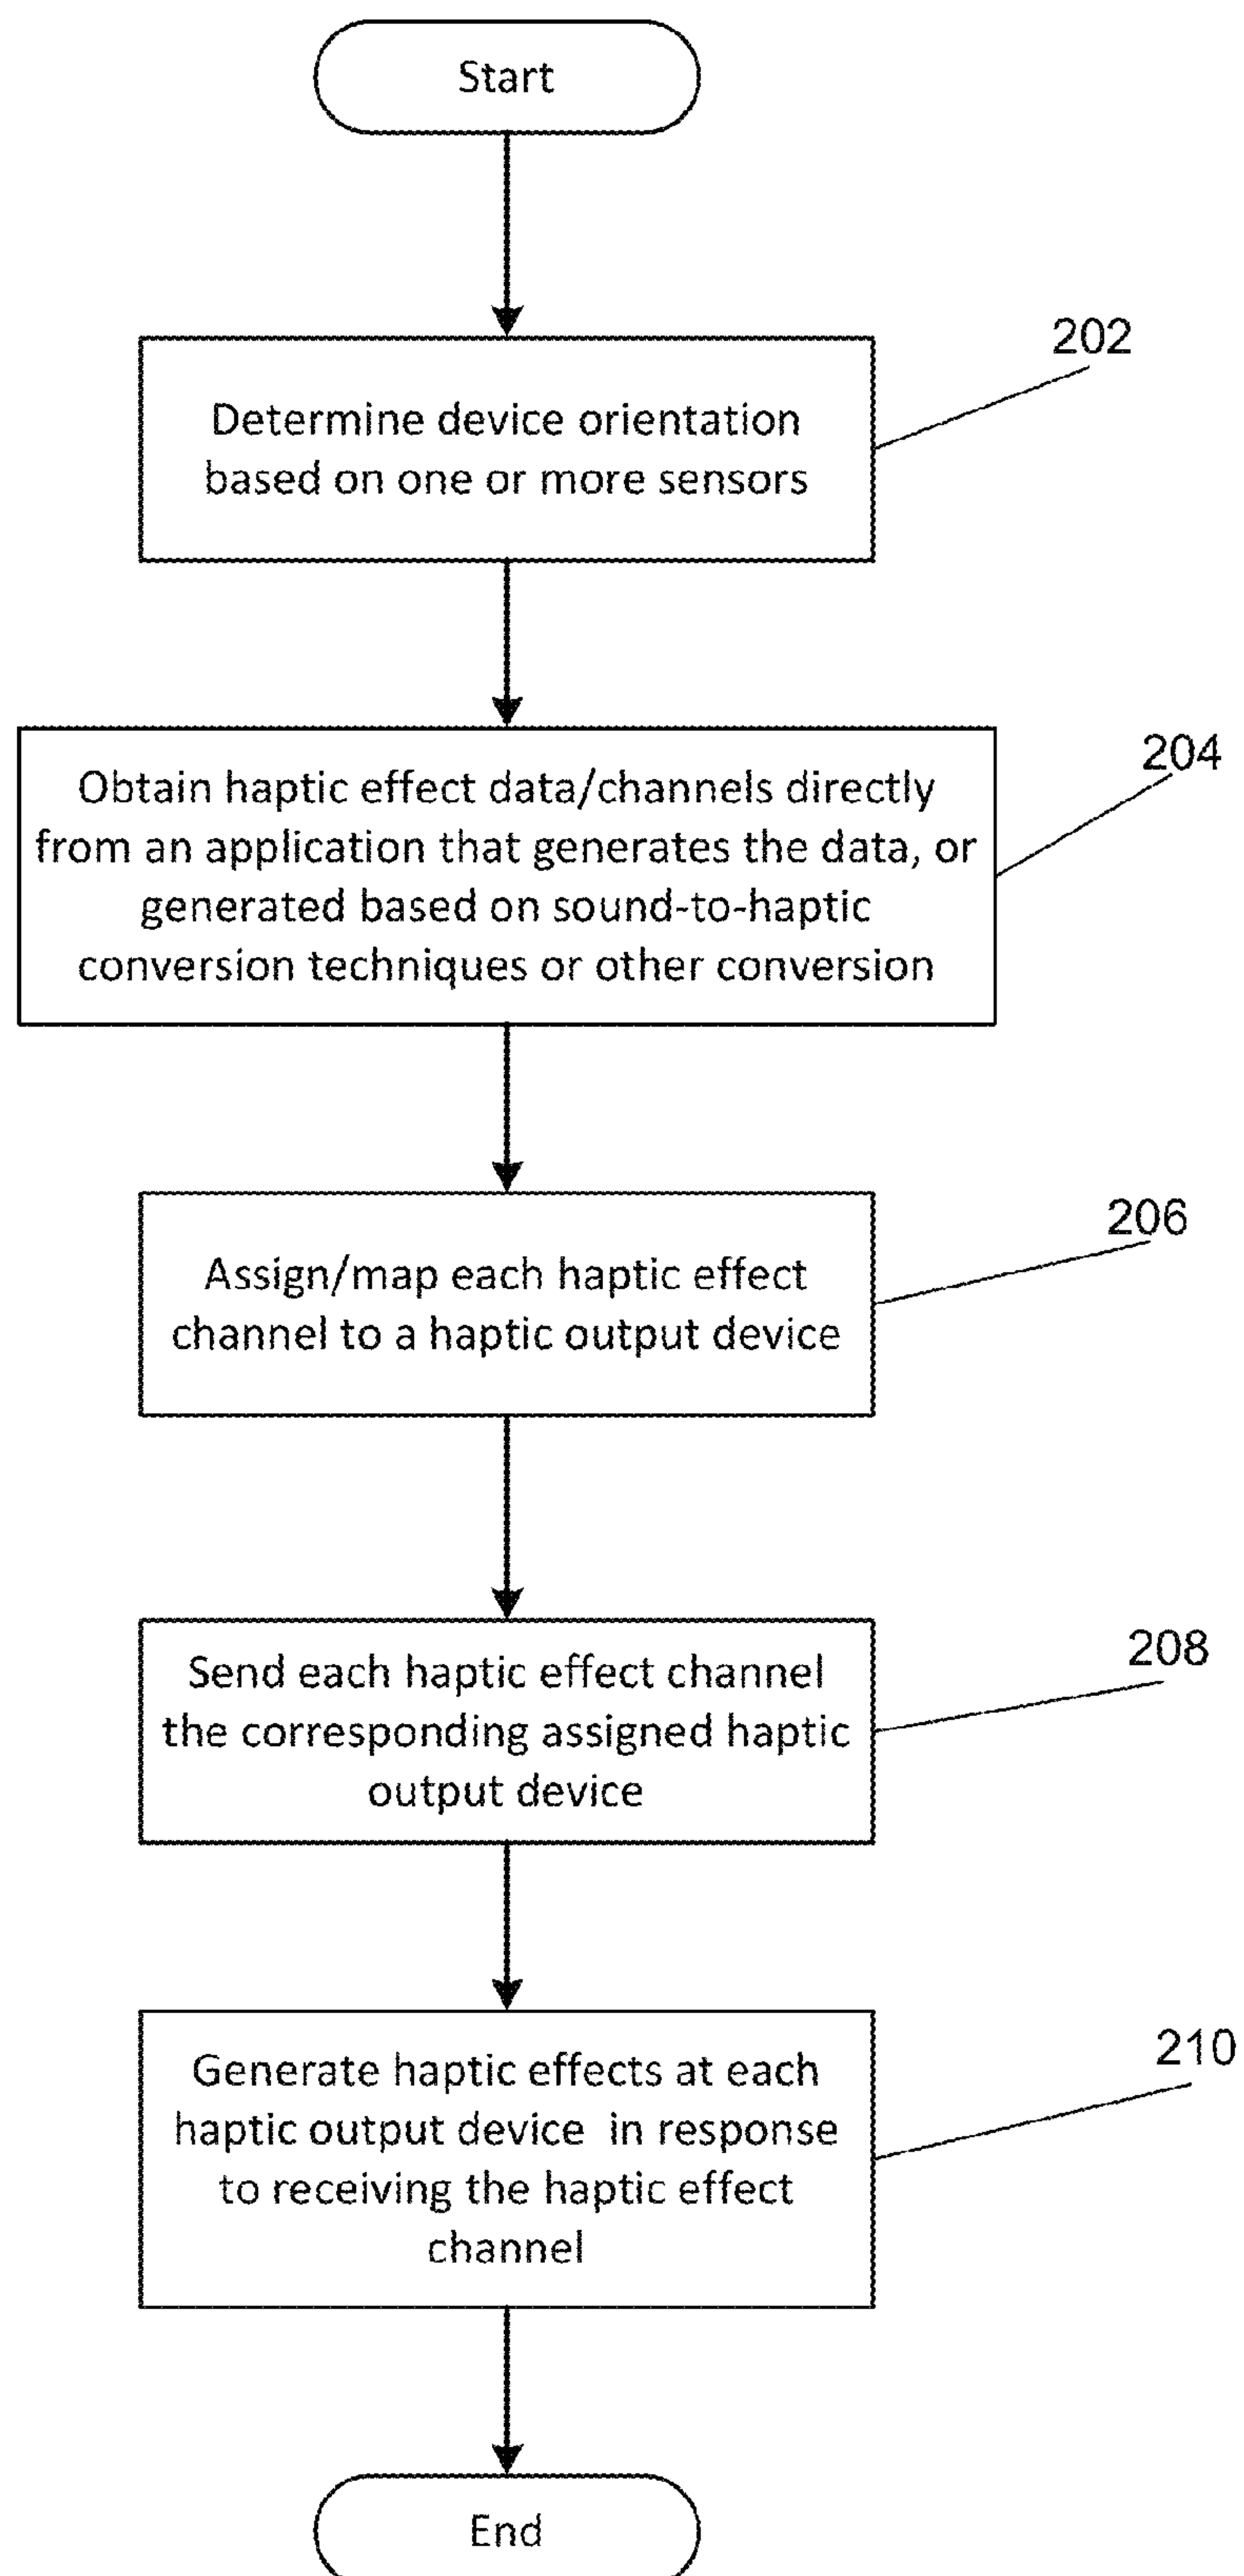 Start
202
Determine device orientation
based on one or more sensors
204
Obtain haptic effect data/channels directly
from an application that generates the data, or
generated based on sound-to-haptic
conversion techniques or other conversion
206
Assign/map each haptic effect
channel to a haptic output device
208
Send each haptic effect channel
the corresponding assigned haptic
output device
210
Generate haptic effects at each
haptic output device in response
to receiving the haptic effect
channel
End